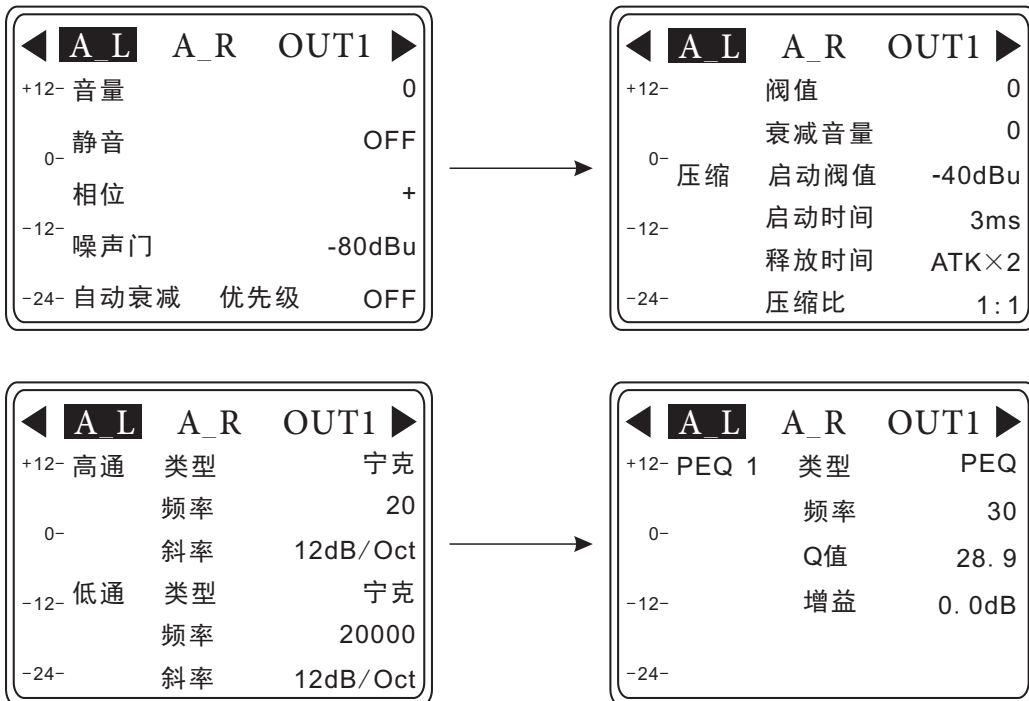 A_L A_R OUT1
+12- 音量 0
静音 OFF
0-
相位 +
-12-
噪声门 -80dBu
-24- 自动衰减 优先级 OFF
A_L A_R OUT1
+12- 阀值 0
衰减音量 0
0-
压缩 启动阀值 -40dBu
启动时间 3ms
-12-
释放时间 ATK×2
-24-
压缩比 1:1
A_L A_R OUT1
+12- 高通 类型 宁克
频率 20
0-
斜率 12dB/Oct
-12- 低通 类型 宁克
频率 20000
-24- 斜率 12dB/Oct
A_L A_R OUT1
+12- PEQ 1 类型 PEQ
频率 30
0-
Q值 28. 9
-12- 增益 0. 0dB
-24-